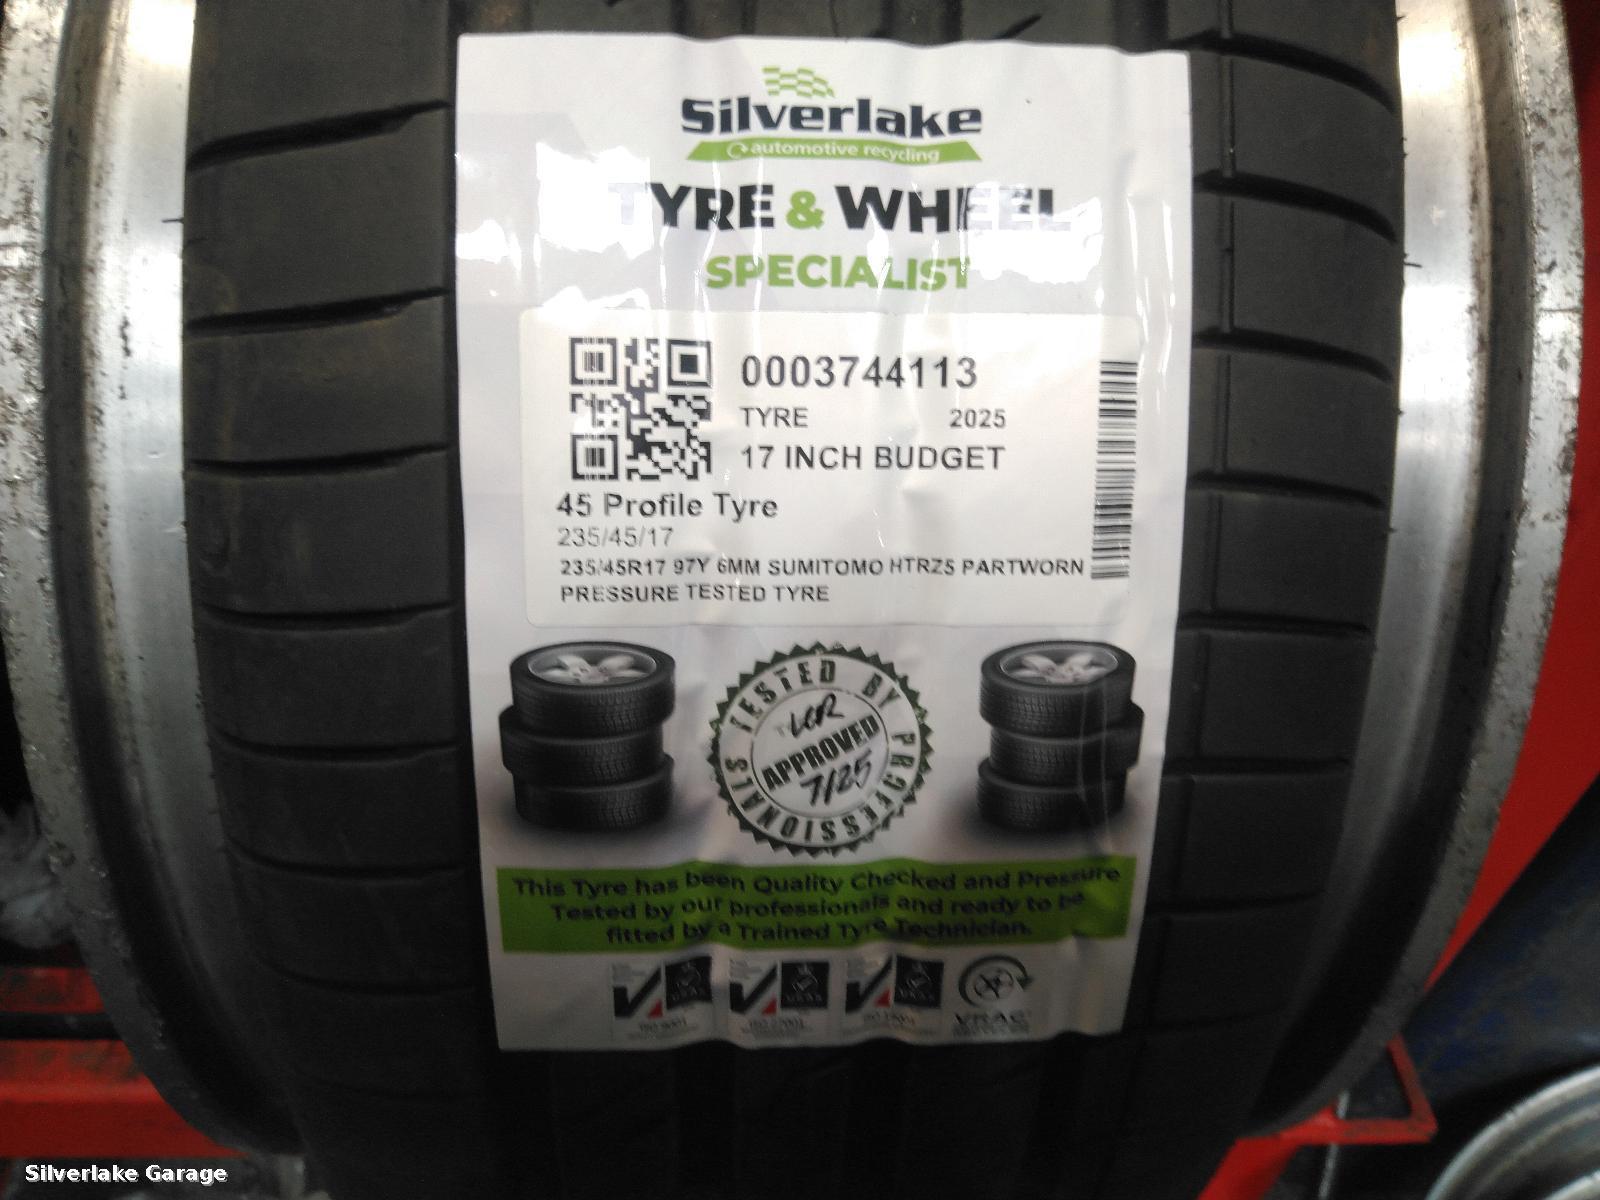 Silverlake
automotive recycling
TYRE & WHEEL
SPECIALIST
0003744113
TYRE 2025
17 INCH BUDGET
45 Profile Tyre
235/45/17
235/45R17 97Y 6MM SUMITOMO HTRZ5 PARTWORN
PRESSURE TESTED TYRE
TESTED BY PROFESSIONALS
APPROVED
7/25
This Tyre has been Quality Checked and Pressure
Tested by our professionals and ready to be
fitted by a Trained Tyre Technician.
ISO 9001
VRAC
Silverlake Garage